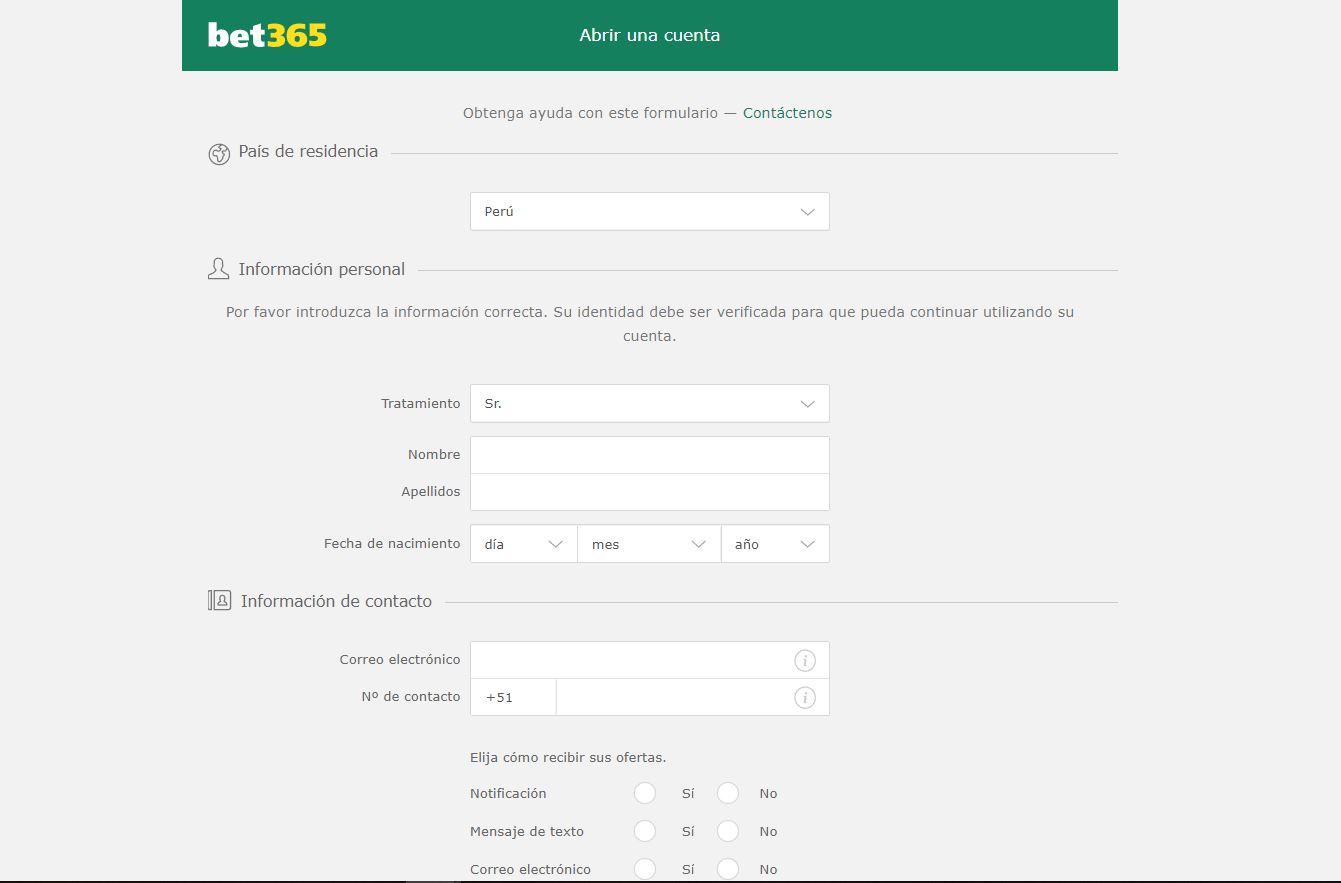 bet365
Abrir una cuenta
Obtenga ayuda con este formulario — Contáctenos
País de residencia
Perú
Información personal
Por favor introduzca la información correcta. Su identidad debe ser verificada para que pueda continuar utilizando su
cuenta.
Tratamiento Sr.
Nombre
Apellidos
Fecha de nacimiento día mes año
Información de contacto
Correo electrónico
Nº de contacto +51
Elija cómo recibir sus ofertas.
Notificación Sí No
Mensaje de texto Sí No
Correo electrónico Sí No